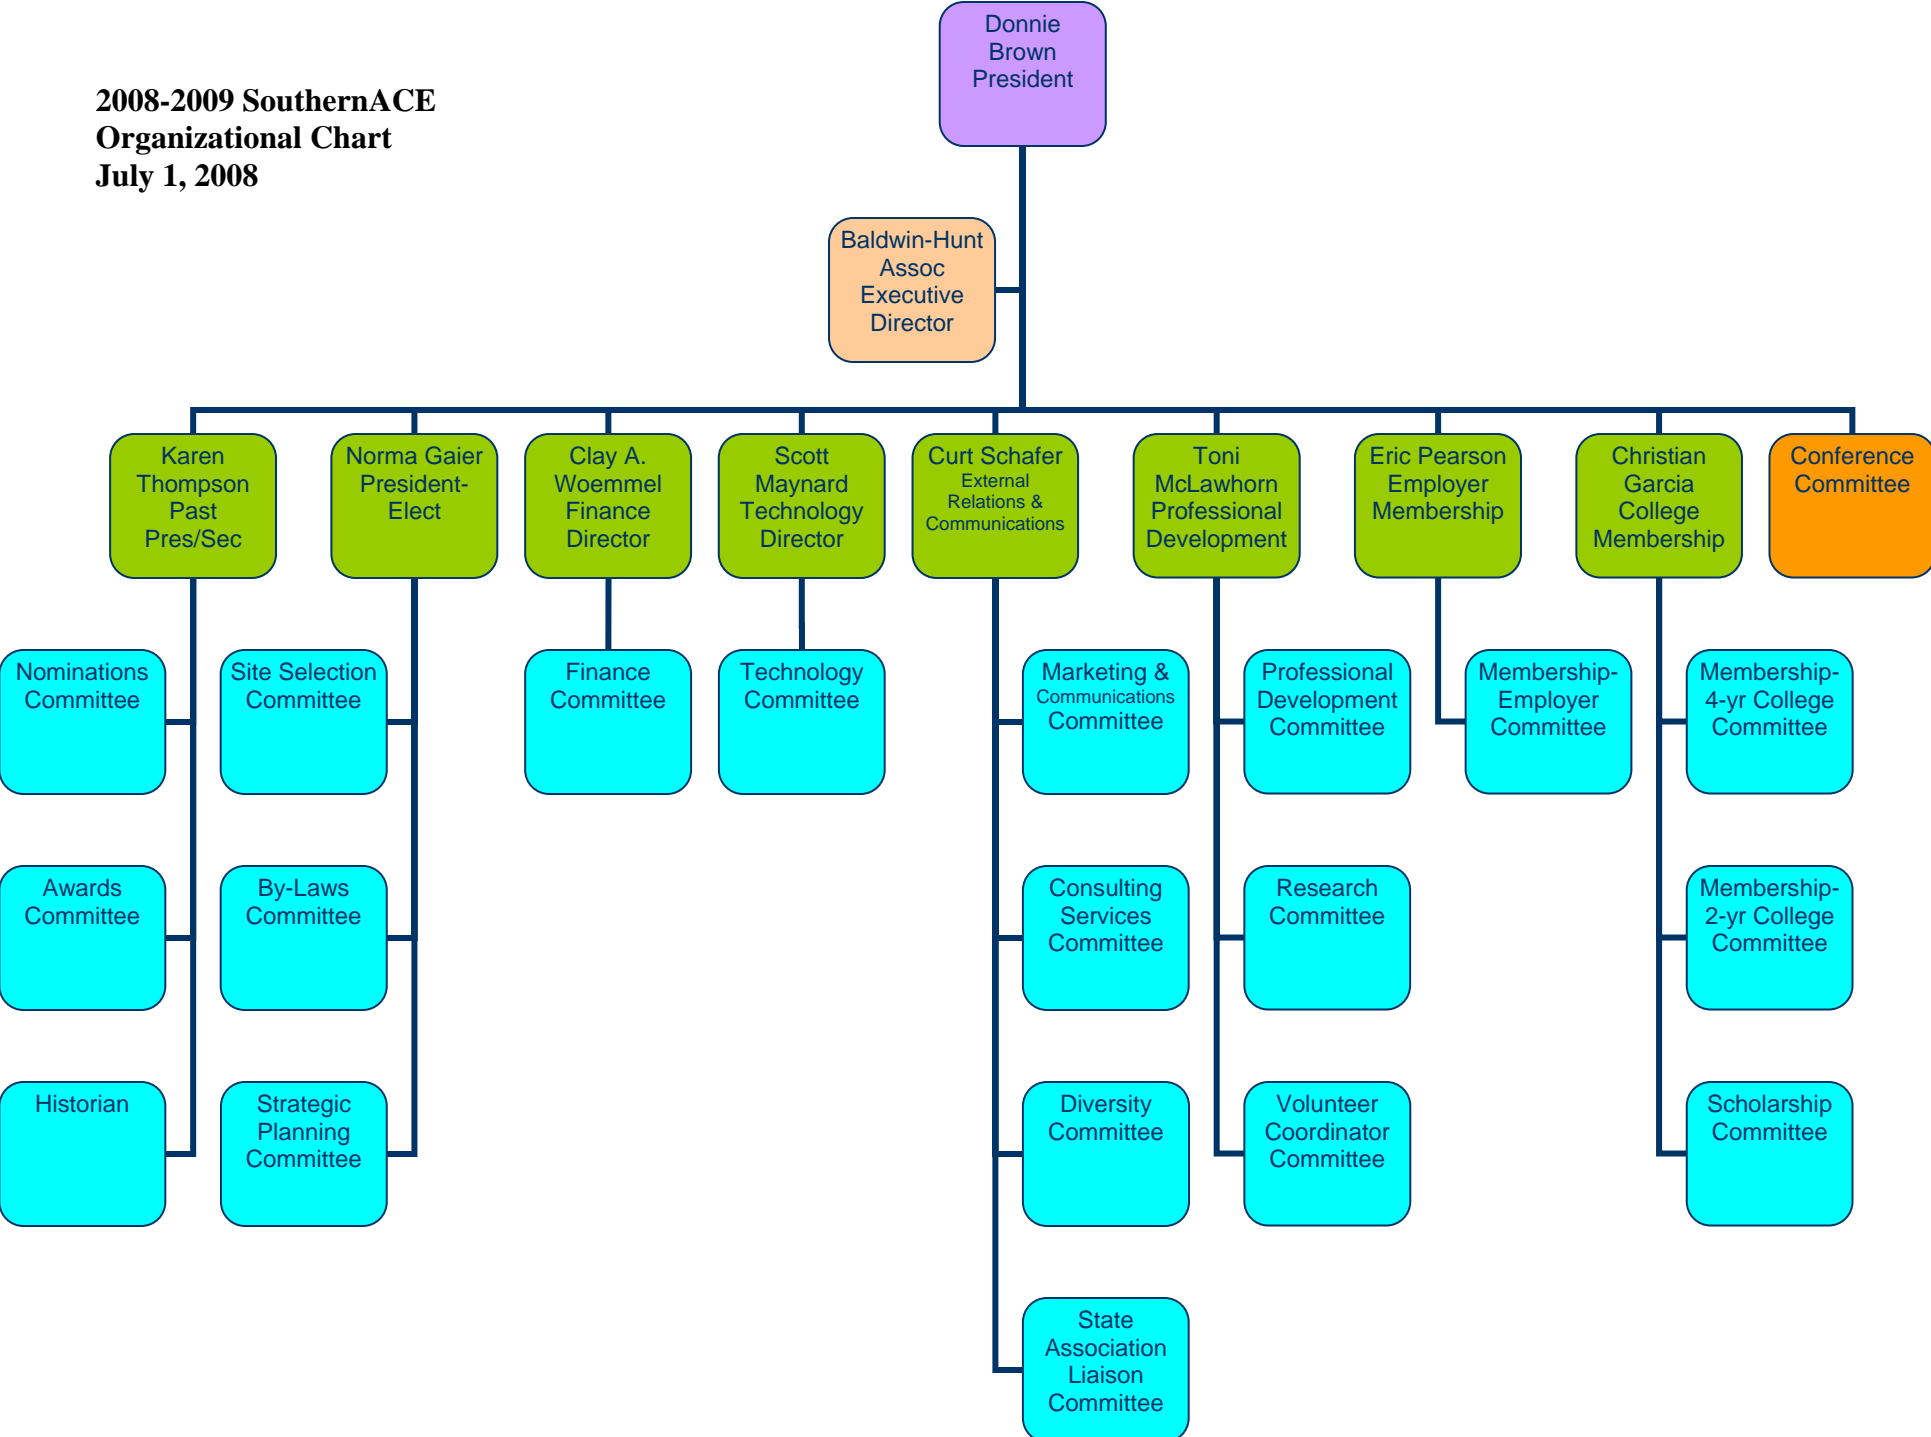 2008-2009 SouthernACE
Organizational Chart
July 1, 2008
Donnie
Brown
President
Baldwin-Hunt
Assoc
Executive
Director
Karen
Thompson
Past
Pres/Sec
Norma Gaier
President-
Elect
Clay A.
Woemmel
Finance
Director
Scott
Maynard
Technology
Director
Curt Schafer
External
Relations &
Communications
Toni
McLawhorn
Professional
Development
Eric Pearson
Employer
Membership
Christian
Garcia
College
Membership
Conference
Committee
Nominations
Committee
Site Selection
Committee
Finance
Committee
Technology
Committee
Marketing &
Communications
Committee
Professional
Development
Committee
Membership-
Employer
Committee
Membership-
4-yr College
Committee
Awards
Committee
By-Laws
Committee
Consulting
Services
Committee
Research
Committee
Membership-
2-yr College
Committee
Historian
Strategic
Planning
Committee
Diversity
Committee
Volunteer
Coordinator
Committee
Scholarship
Committee
State
Association
Liaison
Committee